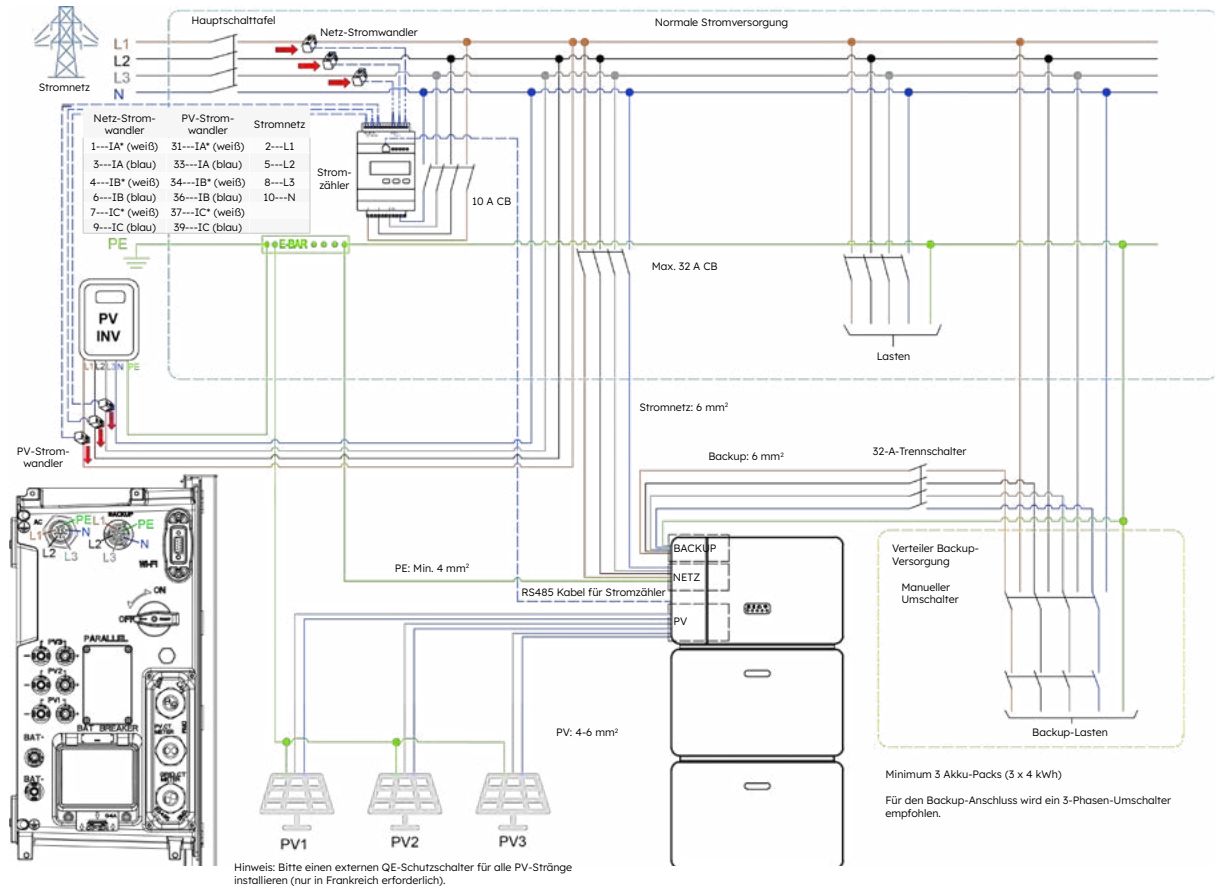 Hauptschalttafel
Normale Stromversorgung
Netz-Stromwandler
L1
L2
L3
N
Stromnetz
Netz-Strom-
wandler
PV-Strom-
wandler
Stromnetz
1---IA* (weiß) 31---IA* (weiß) 2---L1
3---IA (blau) 33---IA (blau) 5---L2
4---IB* (weiß) 34---IB* (weiß) 8---L3
6---IB (blau) 36---IB (blau) 10---N
7---IC* (weiß) 37---IC* (weiß)
9---IC (blau) 39---IC (blau)
Strom-
zähler
10 A CB
PE
E-BAR
Max. 32 A CB
PV
INV
L1 L2 L3 N PE
Lasten
Stromnetz: 6 mm²
PV-Strom-
wandler
Backup: 6 mm²
32-A-Trennschalter
AC
BACKUP
L1 PE N L2 L3
L1 PE N L2 L3
WI-FI
ON
OFF
PV3
PARALLEL
PV2
PV1
BAT BREAKER
BAT-
BAT-
PV.CT
METER
GRID.CT
METER
PE: Min. 4 mm²
RS485 Kabel für Stromzähler
BACKUP
NETZ
PV
Verteiler Backup-
Versorgung
Manueller
Umschalter
Backup-Lasten
PV: 4-6 mm²
PV1
PV2
PV3
Minimum 3 Akku-Packs (3 x 4 kWh)
Für den Backup-Anschluss wird ein 3-Phasen-Umschalter
empfohlen.
Hinweis: Bitte einen externen QE-Schutzschalter für alle PV-Stränge
installieren (nur in Frankreich erforderlich).